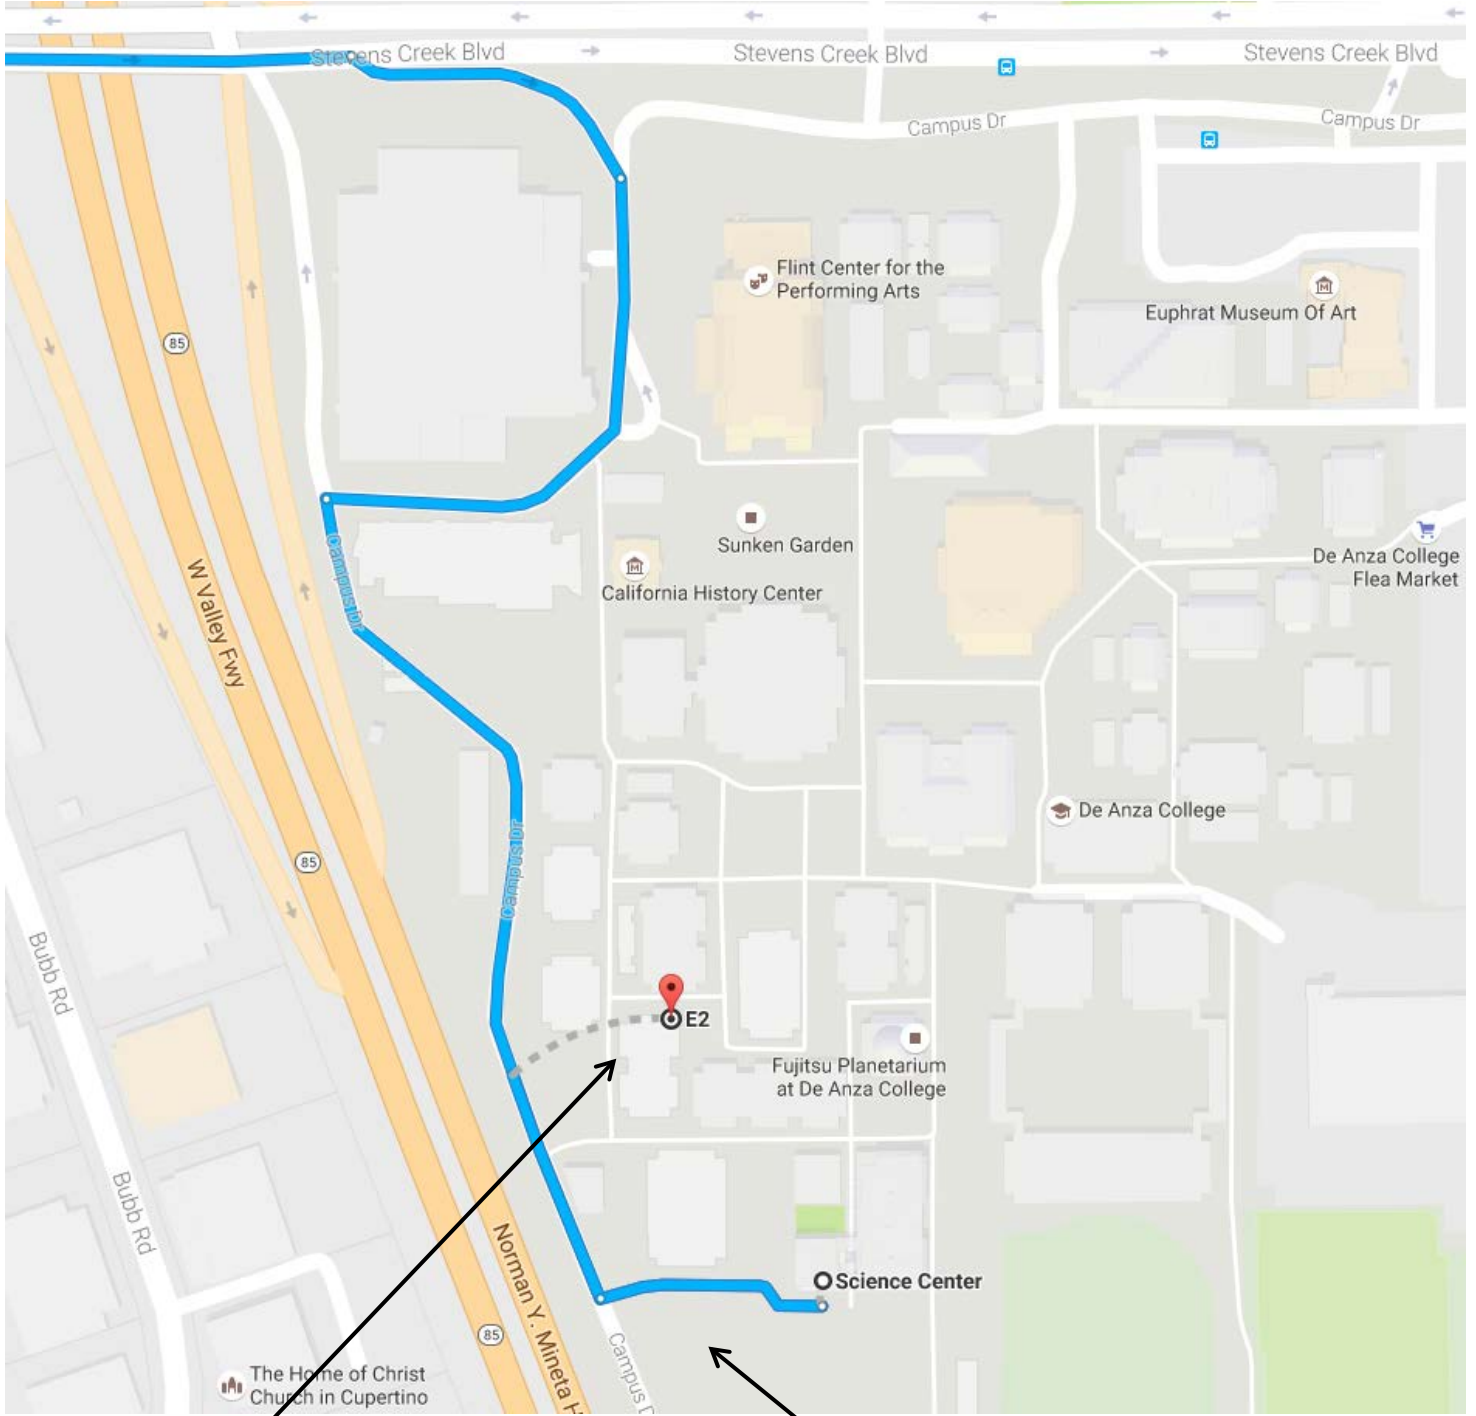 Stevens Creek Blvd
Stevens Creek Blvd
Stevens Creek Blvd
Campus Dr
Campus Dr
Flint Center for the
Performing Arts
Euphrat Museum Of Art
85
Sunken Garden
De Anza College
Flea Market
California History Center
Campus Dr
W Valley Fwy
De Anza College
85
Campus Dr
Bubb Rd
E2
Fujitsu Planetarium
at De Anza College
Bubb Rd
Science Center
Norman Y. Mineta H
85
Campus D
The Home of Christ
Church in Cupertino